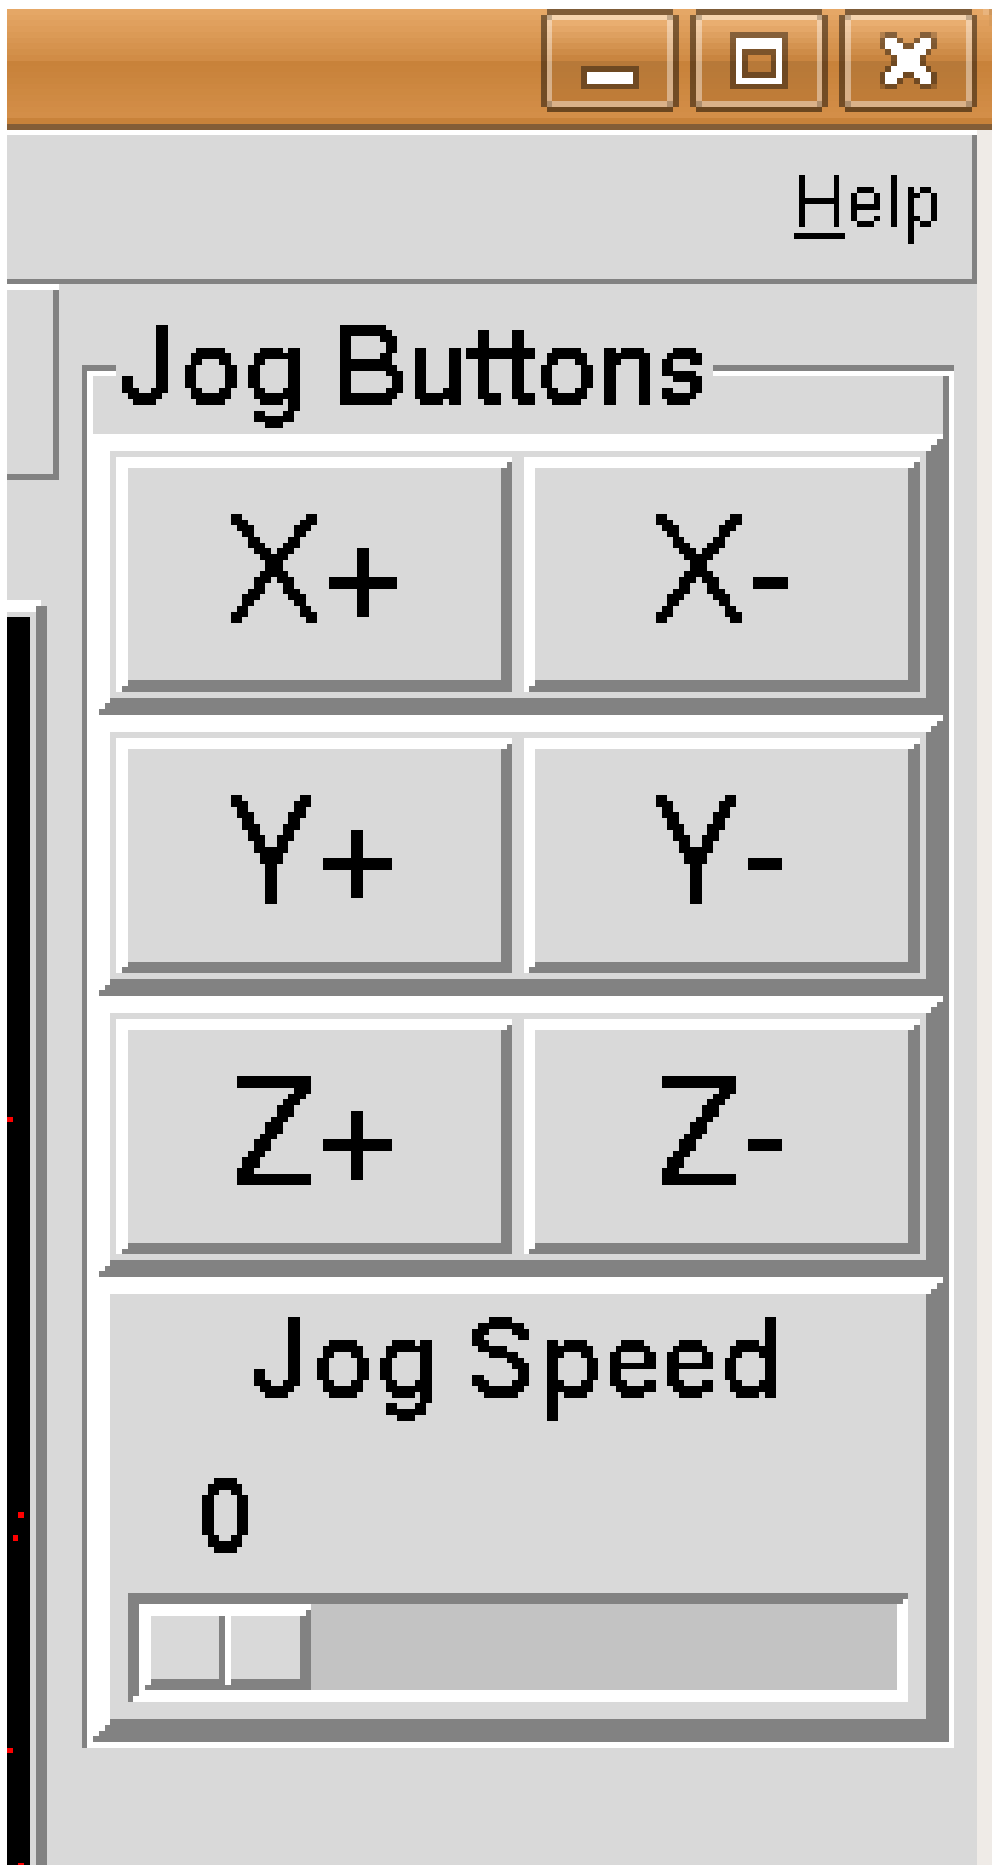 Help
Jog Buttons
X+ X-
Y+ Y-
Z+ Z-
Jog Speed
0